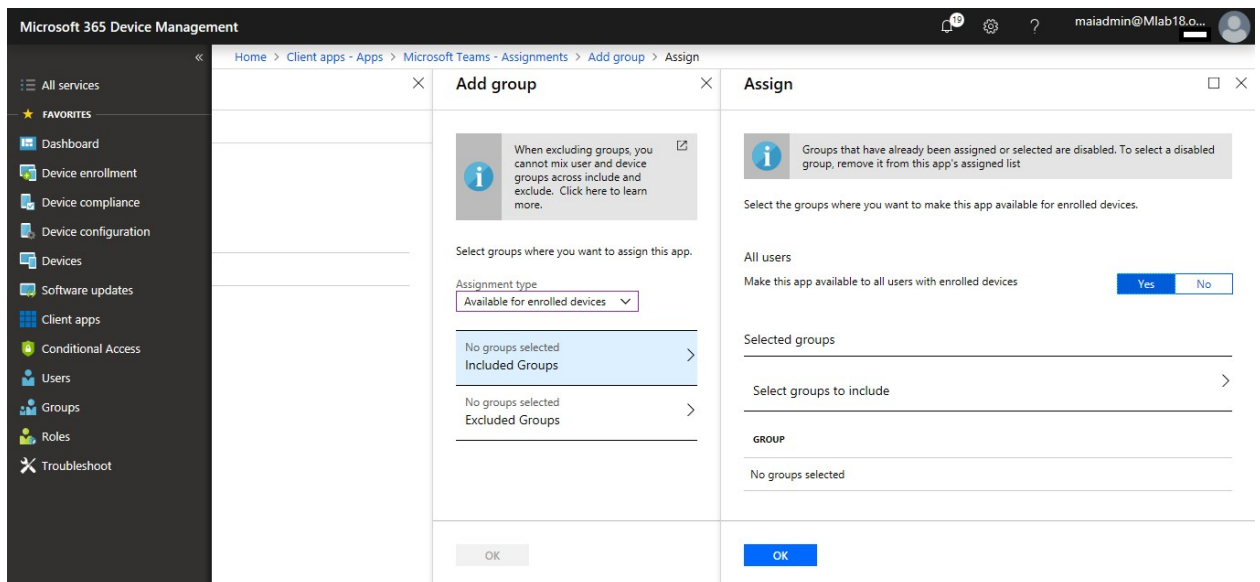 Microsoft 365 Device Management
19
?
maiadmin@Mlab18.o...
«
Home > Client apps - Apps > Microsoft Teams - Assignments > Add group > Assign
All services
FAVORITES
Dashboard
Device enrollment
Device compliance
Device configuration
Devices
Software updates
Client apps
Conditional Access
Users
Groups
Roles
Troubleshoot
Add group
When excluding groups, you
cannot mix user and device
groups across include and
exclude. Click here to learn
more.
Select groups where you want to assign this app.
Assignment type
Available for enrolled devices
No groups selected
Included Groups
No groups selected
Excluded Groups
OK
Assign
Groups that have already been assigned or selected are disabled. To select a disabled
group, remove it from this app's assigned list
Select the groups where you want to make this app available for enrolled devices.
All users
Make this app available to all users with enrolled devices
Yes
No
Selected groups
Select groups to include
GROUP
No groups selected
OK